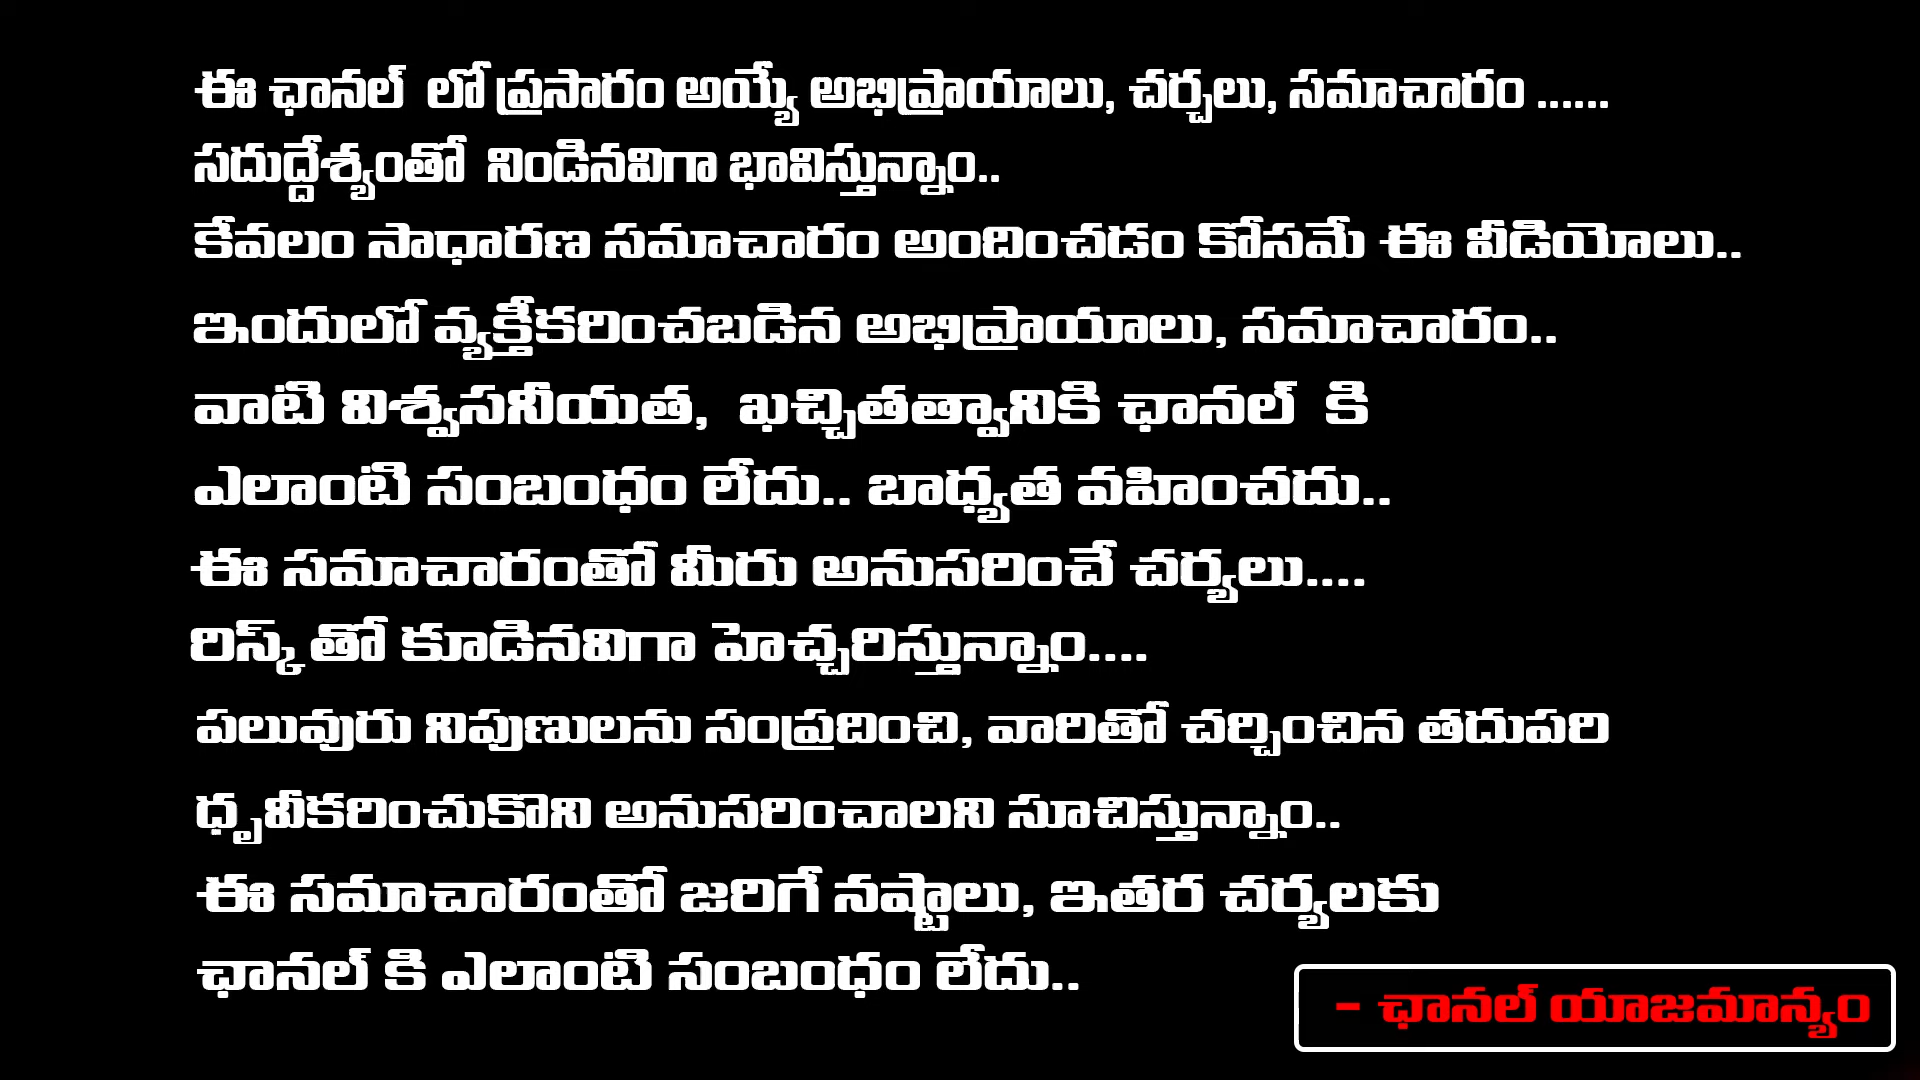 ఈ ఛానల్ లో ప్రసారం అయ్యే అభిప్రాయాలు, చర్చలు, సమాచారం ......
సదుద్దేశ్యంతో నిండినవిగా భావిస్తున్నాం..
కేవలం సాధారణ సమాచారం అందించడం కోసమే ఈ వీడియోలు..
ఇందులో వ్యక్తీకరించబడిన అభిప్రాయాలు, సమాచారం..
వాటి విశ్వసనీయత, ఖచ్చితత్వానికి ఛానల్ కి
ఎలాంటి సంబంధం లేదు.. బాధ్యత వహించదు..
ఈ సమాచారంతో మీరు అనుసరించే చర్యలు....
రిస్క్ తో కూడినవిగా హెచ్చరిస్తున్నాం....
పలువురు నిపుణులను సంప్రదించి, వారితో చర్చించిన తదుపరి
ధృవీకరించుకొని అనుసరించాలని సూచిస్తున్నాం..
ఈ సమాచారంతో జరిగే నష్టాలు, ఇతర చర్యలకు
ఛానల్ కి ఎలాంటి సంబంధం లేదు..
- ఛానల్ యాజమాన్యం